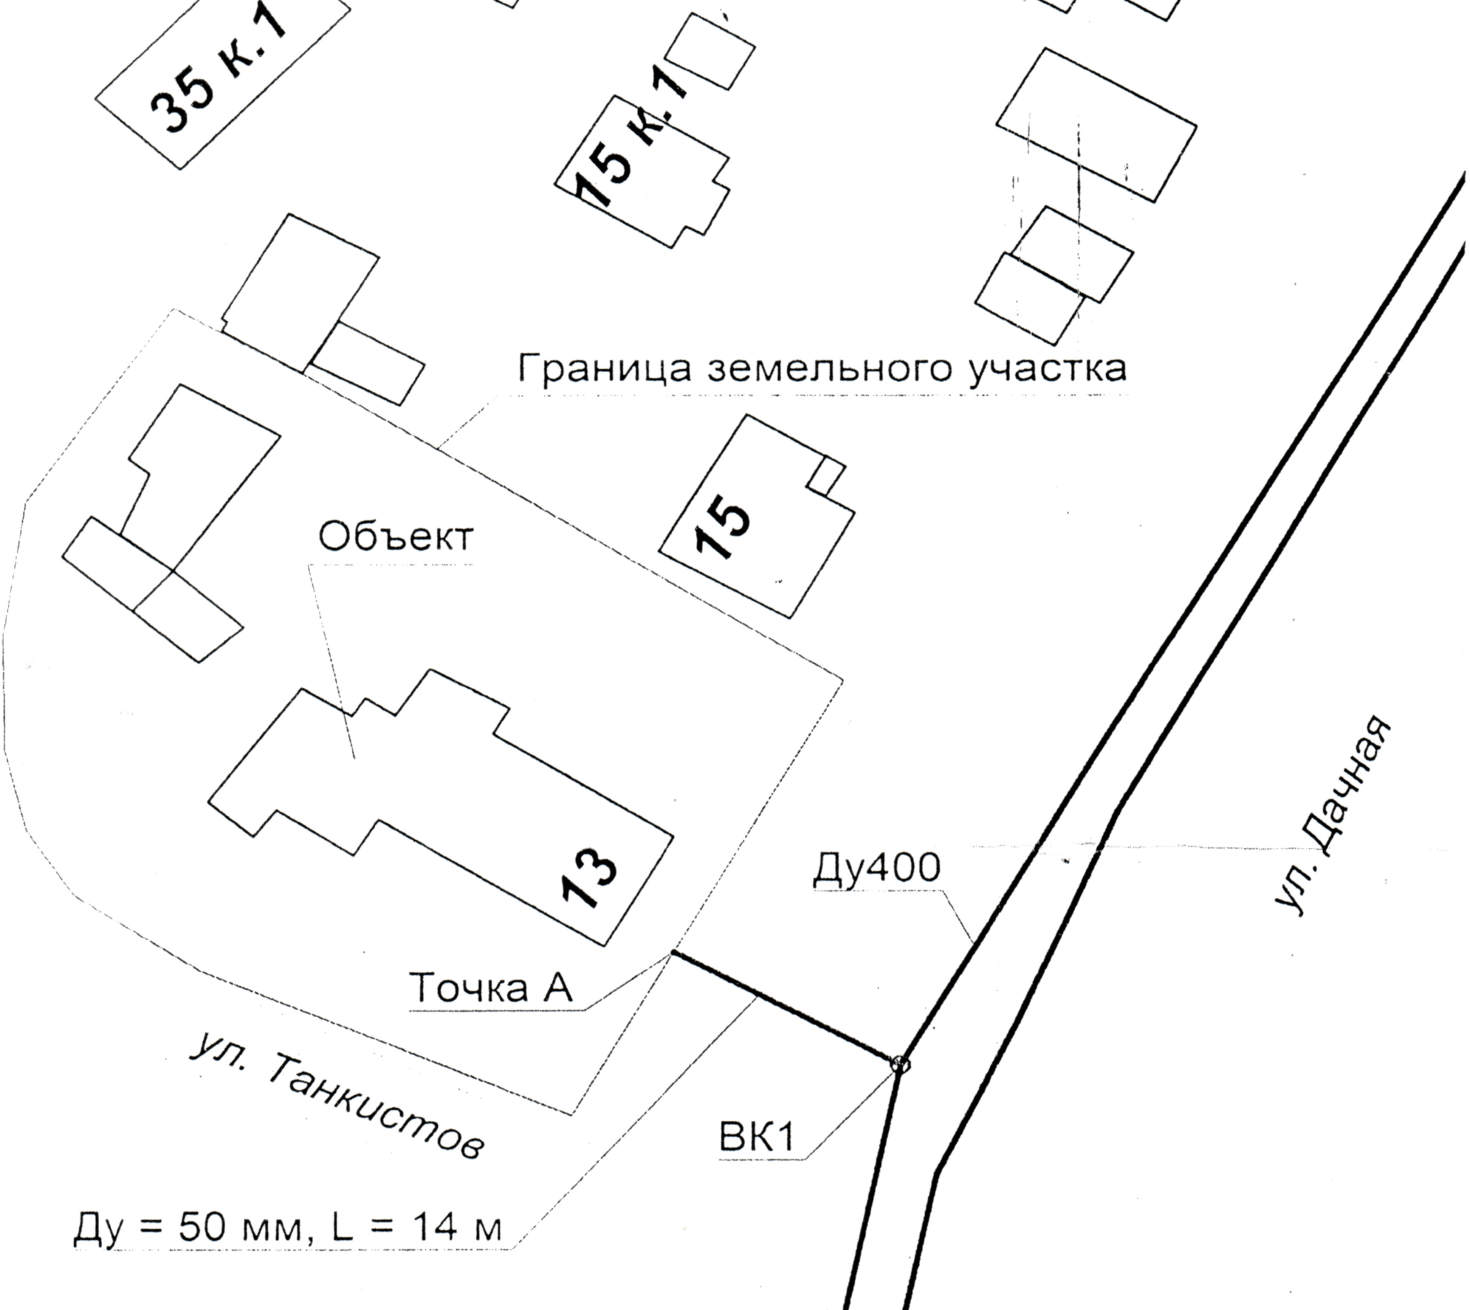 35 к.1
15 к.1
Граница земельного участка
15
Объект
ул. Дачная
13
Ду400
Точка А
ул. Танкистов
ВК1
Ду = 50 мм, L = 14 м